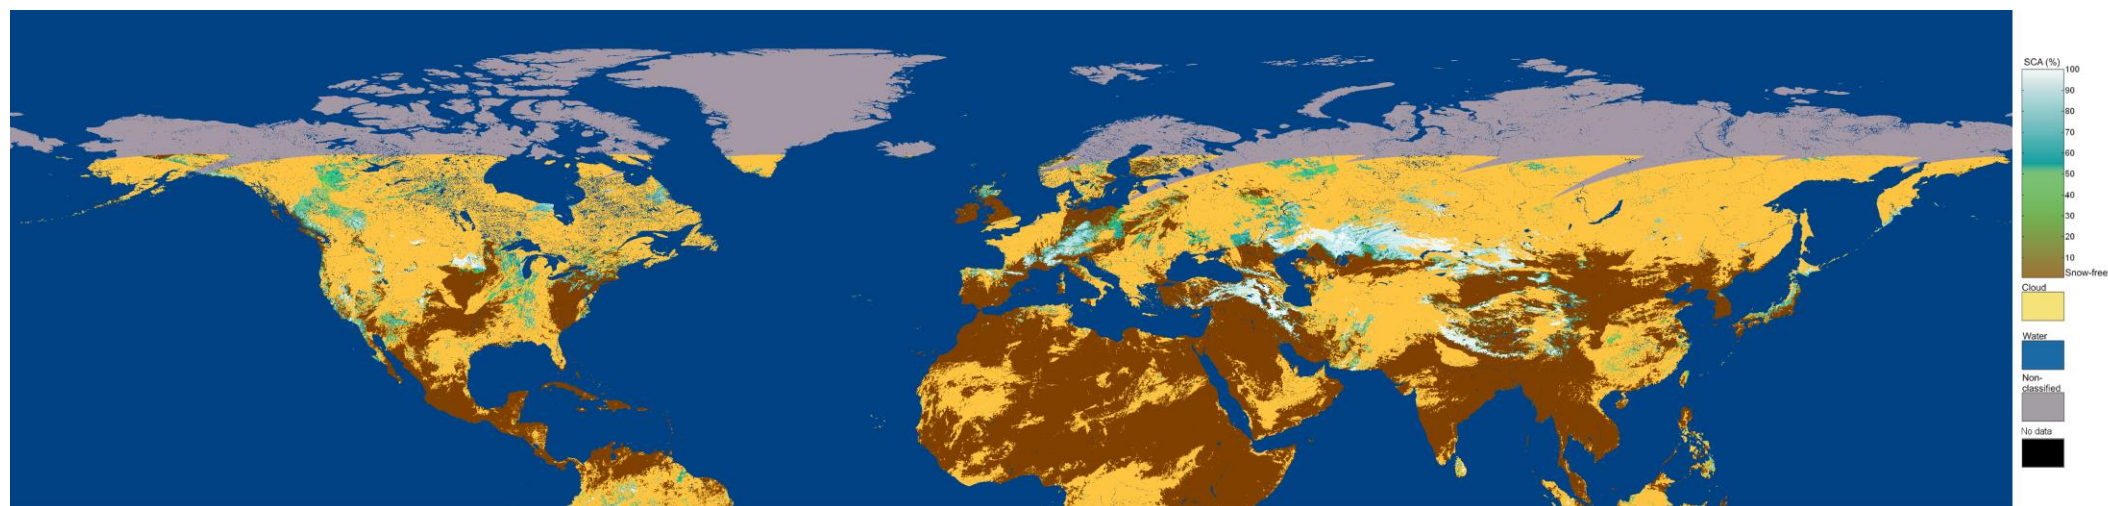 SCA (%)
100
90
80
70
60
50
40
30
20
10
Snow-free
Cloud
Water
Non-
classified
No data